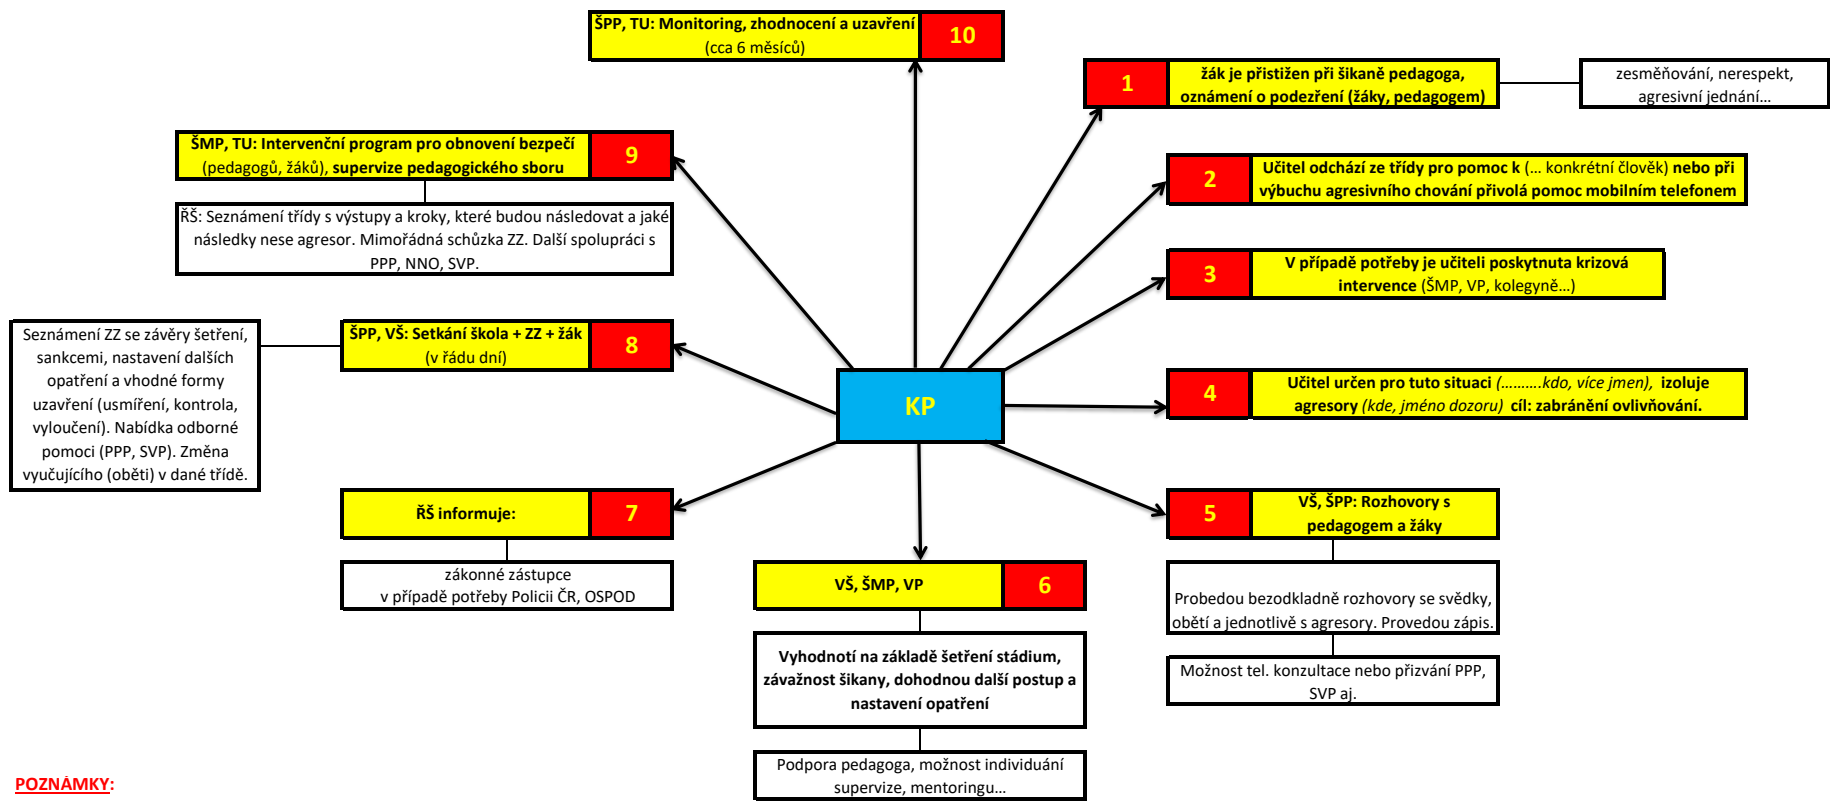 ŠPP, TU: Monitoring, zhodnocení a uzavření
(cca 6 měsíců)
10
1
žák je přistižen při šikaně pedagoga,
oznámení o podezření (žáky, pedagogem)
zesměňování, nerespekt,
agresivní jednání...
ŠMP, TU: Intervenční program pro obnovení bezpečí
(pedagogů, žáků), supervize pedagogického sboru
9
ŘŠ: Seznámení třídy s výstupy a kroky, které budou následovat a jaké
následky nese agresor. Mimořádná schůzka ZZ. Další spolupráci s
PPP, NNO, SVP.
2
Učitel odchází ze třídy pro pomoc k (... konkrétní člověk) nebo při
výbuchu agresivního chování přivolá pomoc mobilním telefonem
3
V případě potřeby je učiteli poskytnuta krizová
intervence (ŠMP, VP, kolegyně...)
Seznámení ZZ se závěry šetření,
sankcemi, nastavení dalších
opatření a vhodné formy
uzavření (usmíření, kontrola,
vyloučení). Nabídka odborné
pomoci (PPP, SVP). Změna
vyučujícího (oběti) v dané třídě.
ŠPP, VŠ: Setkání škola + ZZ + žák
(v řádu dní)
8
KP
4
Učitel určen pro tuto situaci (..........kdo, více jmen), izoluje
agresory (kde, jméno dozoru) cíl: zabránění ovlivňování.
ŘŠ informuje:
7
zákonné zástupce
v případě potřeby Policii ČR, OSPOD
5
VŠ, ŠPP: Rozhovory s
pedagogem a žáky
Probedou bezodkladně rozhovory se svědky,
obětí a jednotlivě s agresory. Provedou zápis.
Možnost tel. konzultace nebo přizvání PPP,
SVP aj.
VŠ, ŠMP, VP
6
Vyhodnotí na základě šetření stádium,
závažnost šikany, dohodnou další postup a
nastavení opatření
Podpora pedagoga, možnost individuání
supervize, mentoringu...
POZNÁMKY: